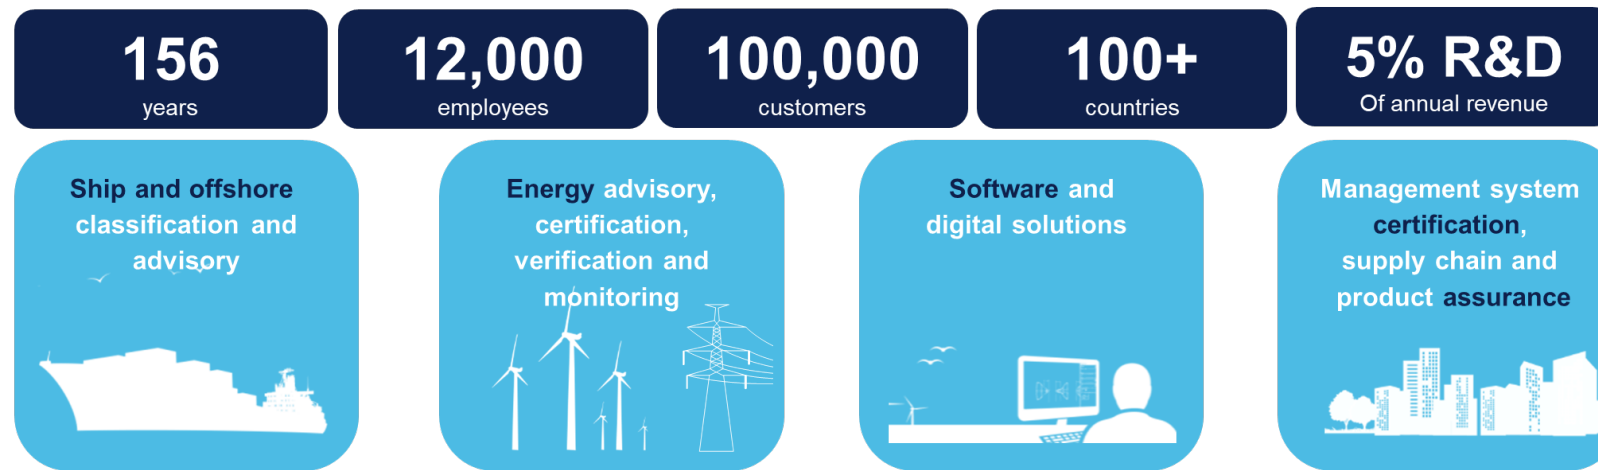 156
years
12,000
employees
100,000
customers
100+
countries
5% R&D
Of annual revenue
Ship and offshore
classification and
advisory
Energy advisory,
certification,
verification and
monitoring
Software and
digital solutions
Management system
certification,
supply chain and
product assurance